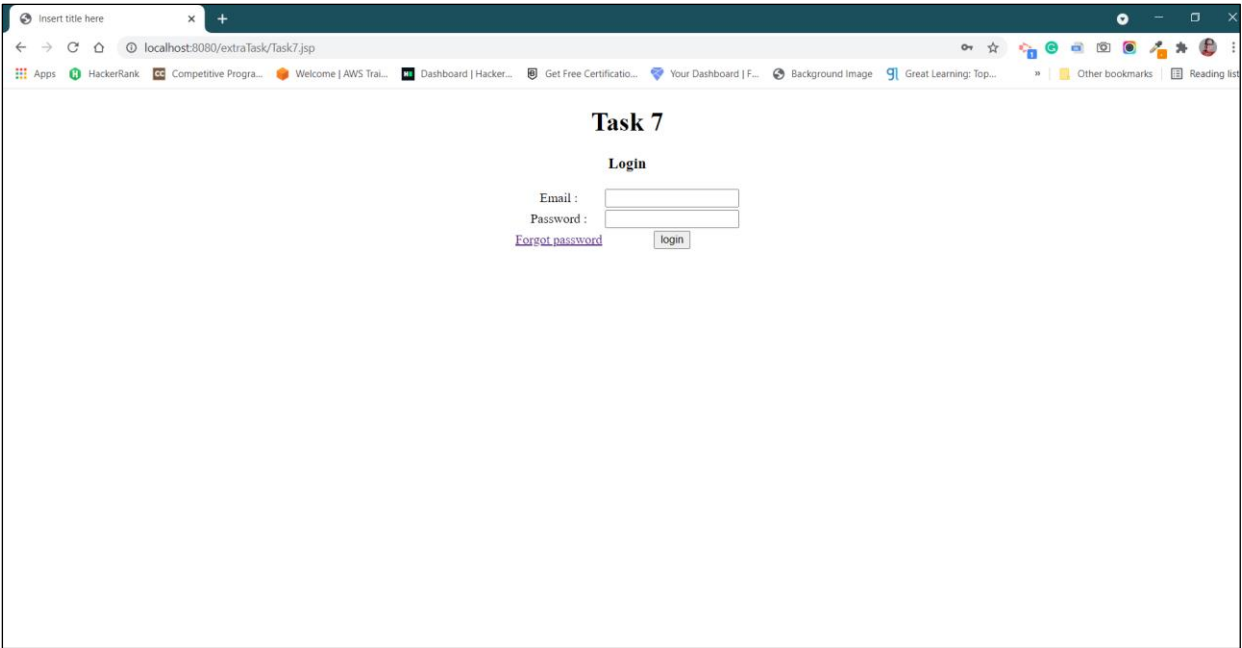 Insert title here
localhost:8080/extraTask/Task7.jsp
Apps HackerRank CC Competitive Progra... Welcome | AWS Trai... Dashboard | Hacker... Get Free Certificatio... Your Dashboard | F... Background Image Great Learning: Top... » Other bookmarks Reading list
Task 7
Login
Email :
Password :
Forgot password login